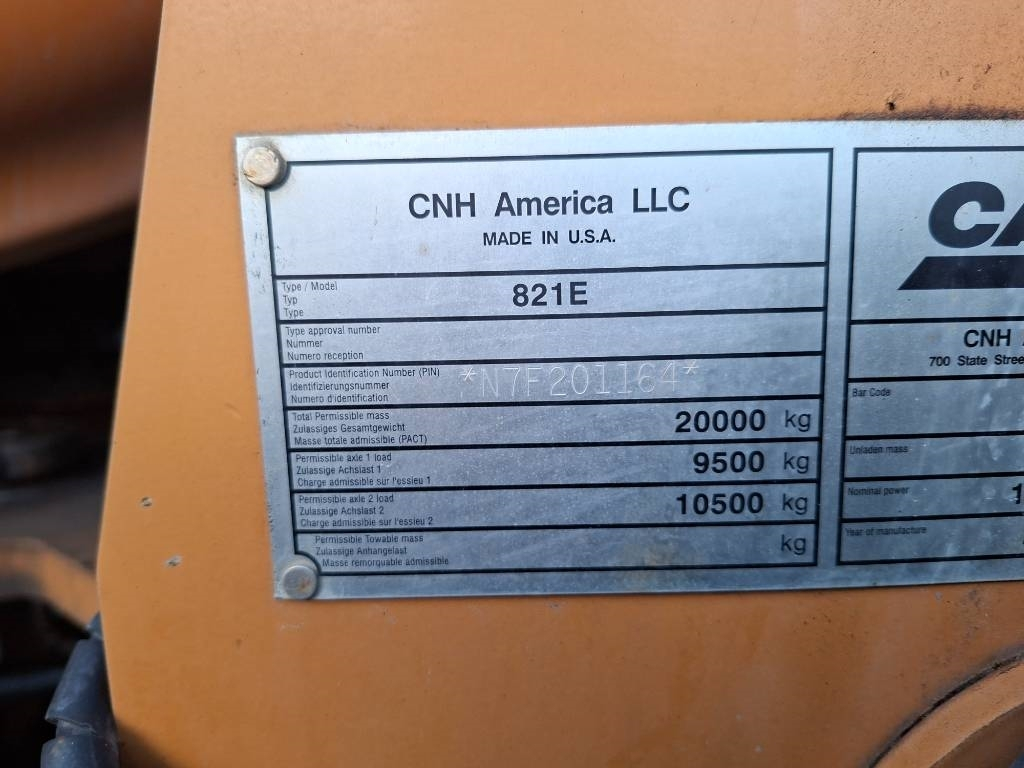 CNH America LLC
MADE IN U.S.A.
Type / Model
Typ
Type
821E
Type approval number
Nummer
Numero reception
Product Identification Number (PIN)
Identifizierungsnummer
Numero d'identification
*N7F201164*
Total Permissible mass
Zulassiges Gesamtgewicht
Masse totale admissible (PACT)
20000 kg
Permissible axle 1 load
Zulassige Achslast 1
Charge admissible sur l'essieu 1
9500 kg
Permissible axle 2 load
Zulassige Achslast 2
Charge admissible sur l'essieu 2
10500 kg
Permissible Towable mass
Zulassige Anhangelast
Masse remorquable admissible
kg
CA
CNH
700 State Stree
Bar Code
Unladen mass
Nominal power
1
Year of manufacture